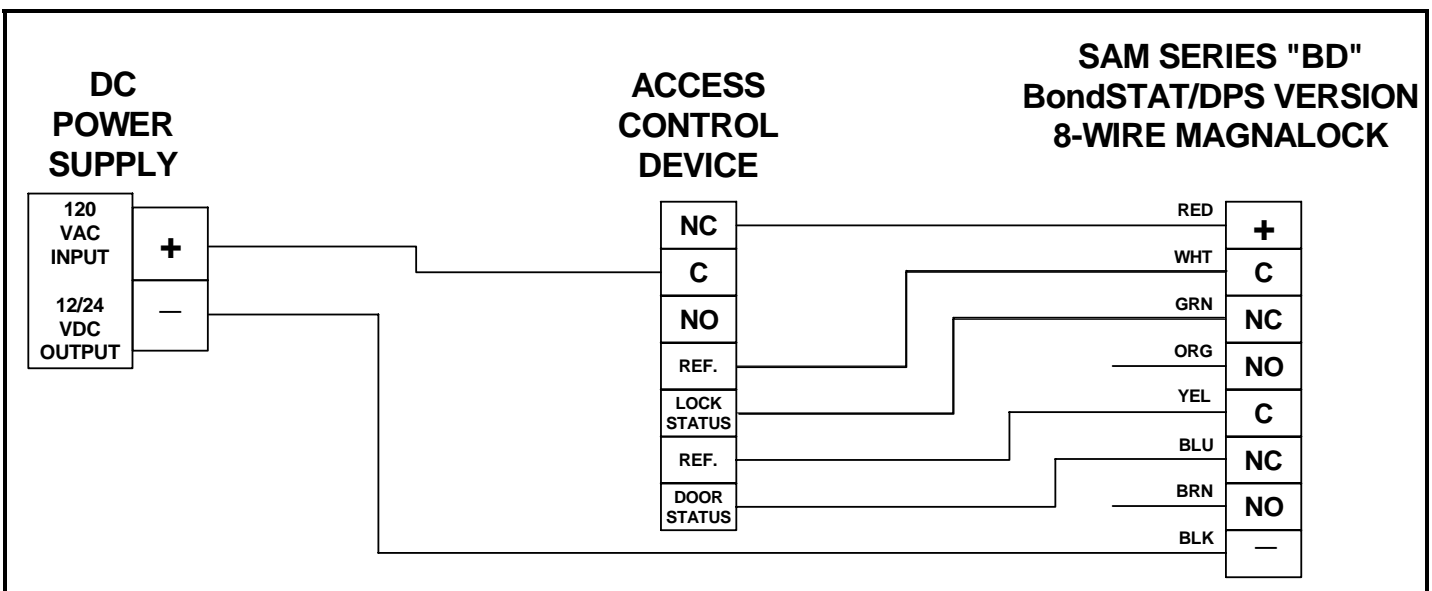 DC
POWER
SUPPLY
120
VAC
INPUT
12/24
VDC
OUTPUT
+
—
ACCESS
CONTROL
DEVICE
NC
C
NO
REF.
LOCK
STATUS
REF.
DOOR
STATUS
SAM SERIES "BD"
BondSTAT/DPS VERSION
8-WIRE MAGNALOCK
RED
+
WHT
C
GRN
NC
ORG
NO
YEL
C
BLU
NC
BRN
NO
BLK
—